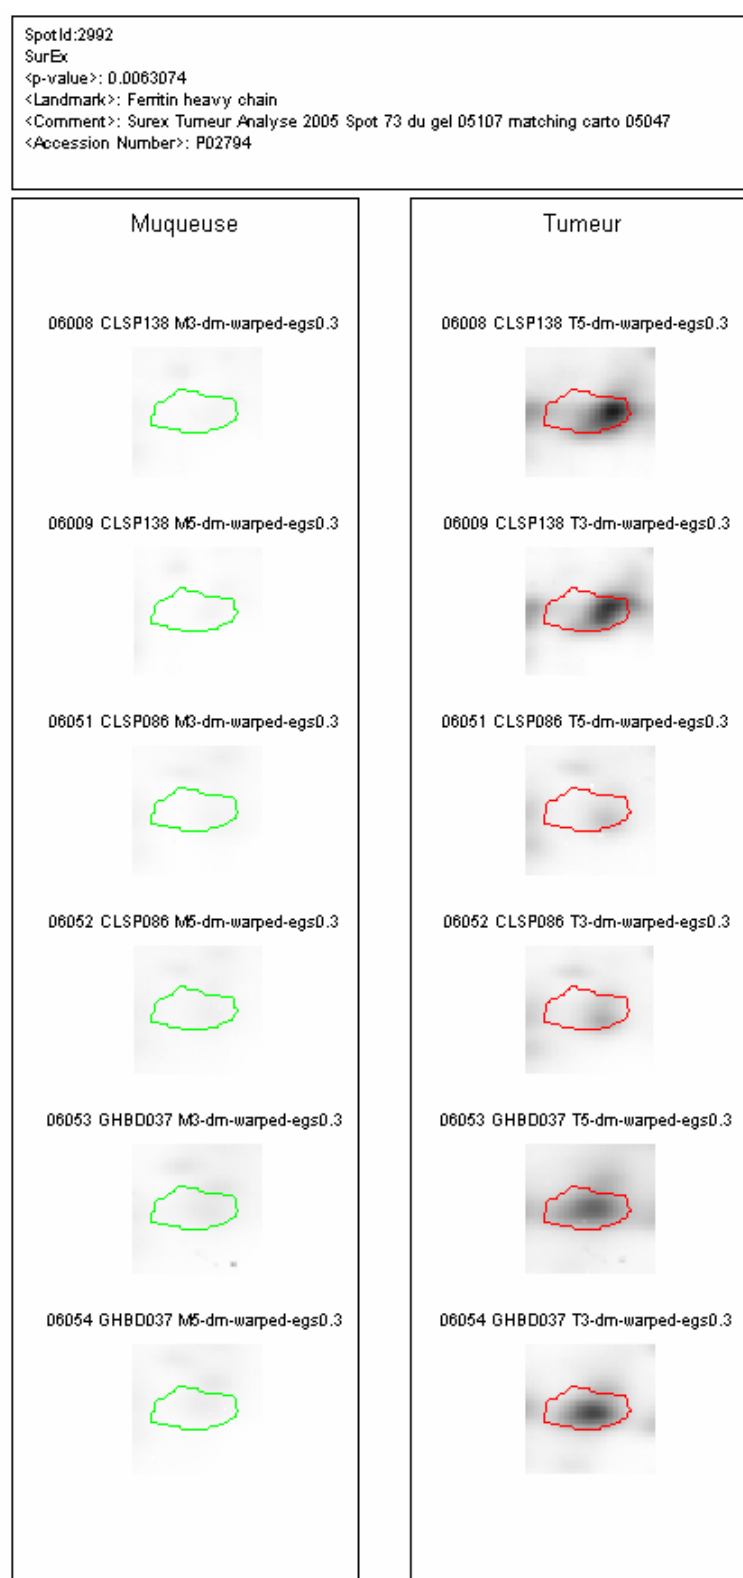 SpotId:2992
SurEx
<p-value>: 0.0063074
<Landmark>: Ferritin heavy chain
<Comment>: Surex Tumeur Analyse 2005 Spot 73 du gel 05107 matching carto 05047
<Accession Number>: P02794
Muqueuse
Tumeur
06008 CLSP138 M3-dm-warped-egs0.3
06008 CLSP138 T5-dm-warped-egs0.3
06009 CLSP138 M5-dm-warped-egs0.3
06009 CLSP138 T3-dm-warped-egs0.3
06051 CLSP086 M3-dm-warped-egs0.3
06051 CLSP086 T5-dm-warped-egs0.3
06052 CLSP086 M5-dm-warped-egs0.3
06052 CLSP086 T3-dm-warped-egs0.3
06053 GHBD037 M3-dm-warped-egs0.3
06053 GHBD037 T5-dm-warped-egs0.3
06054 GHBD037 M5-dm-warped-egs0.3
06054 GHBD037 T3-dm-warped-egs0.3